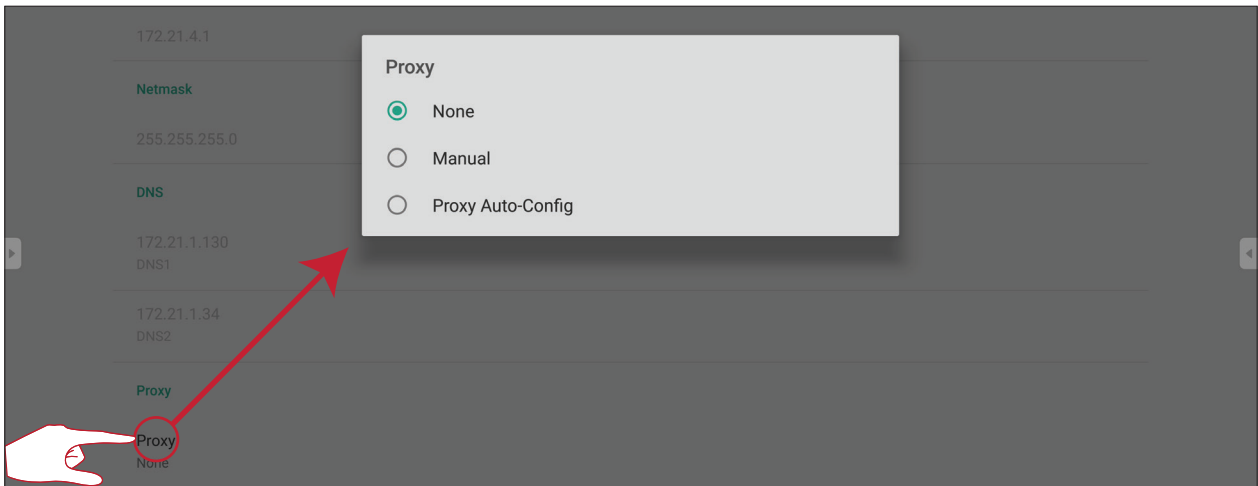 172.21.4.1
Netmask
255.255.255.0
DNS
172.21.1.130
DNS1
172.21.1.34
DNS2
Proxy
Proxy
None
Proxy
None
Manual
Proxy Auto-Config